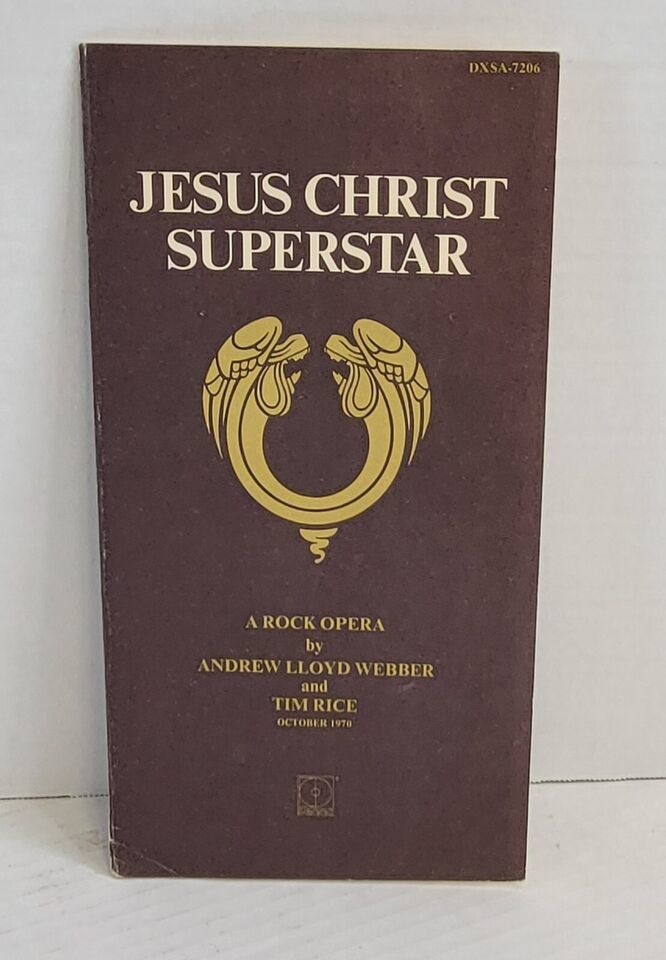 DXSA-7206
JESUS CHRIST
SUPERSTAR
A ROCK OPERA
by
ANDREW LLOYD WEBBER
and
TIM RICE
OCTOBER 1970